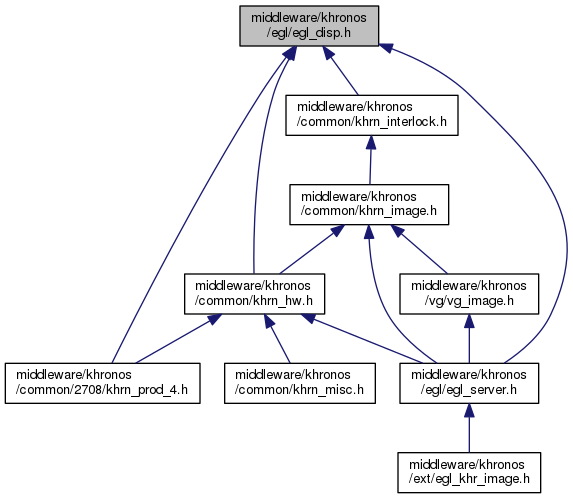 middleware/khronos
/egl/egl_disp.h
middleware/khronos
/common/khrn_interlock.h
middleware/khronos
/common/khrn_image.h
middleware/khronos
/common/khrn_hw.h
middleware/khronos
/vg/vg_image.h
middleware/khronos
/common/2708/khrn_prod_4.h
middleware/khronos
/common/khrn_misc.h
middleware/khronos
/egl/egl_server.h
middleware/khronos
/ext/egl_khr_image.h